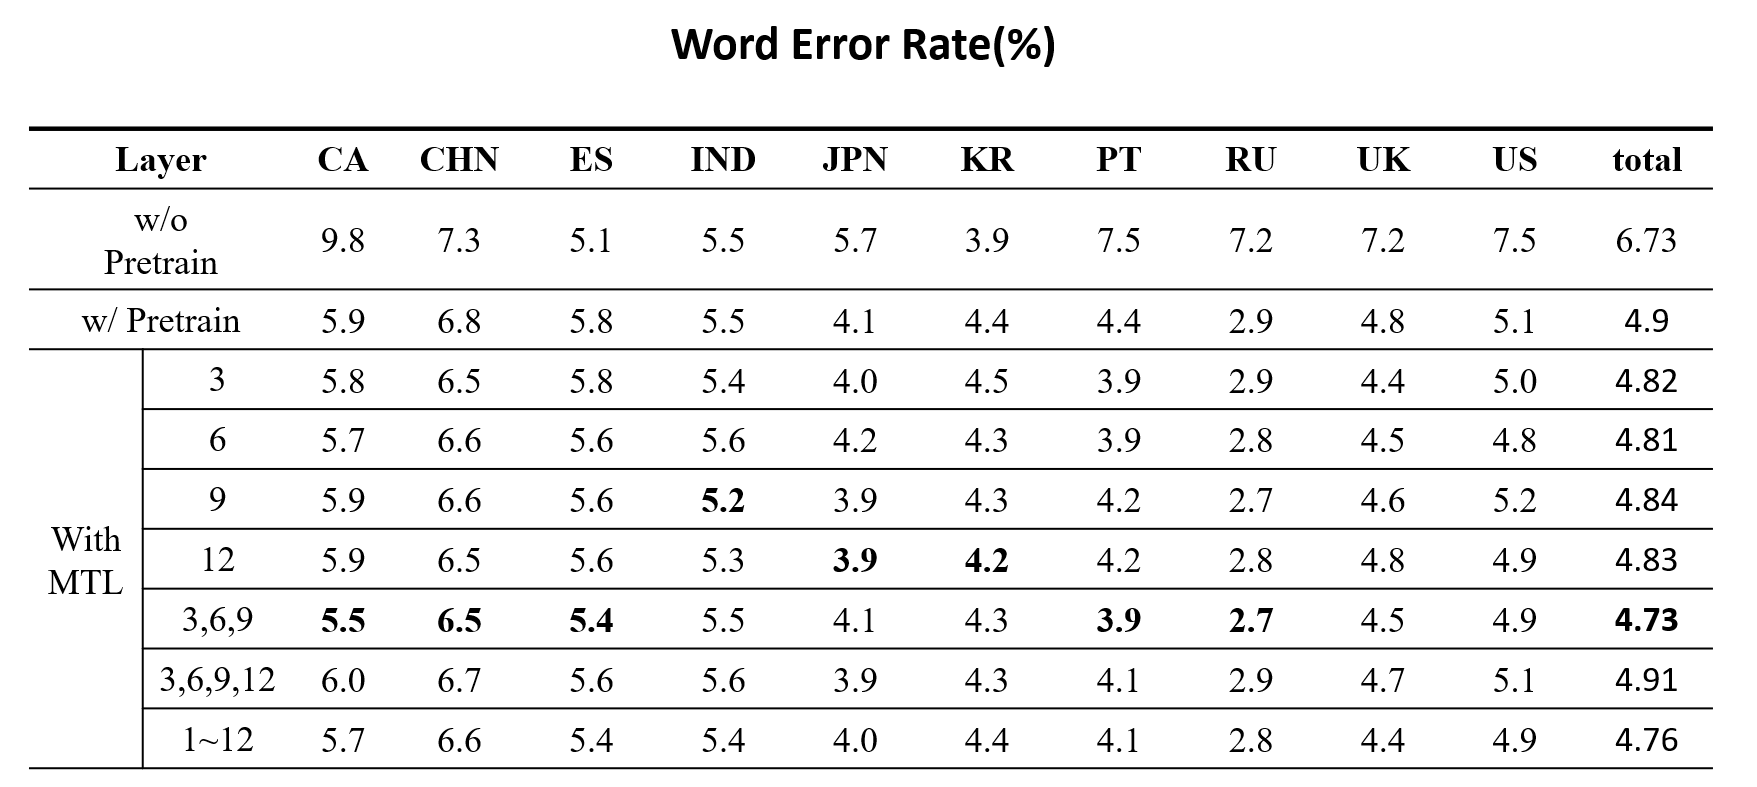 Word Error Rate(%)
Layer CA CHN ES IND JPN KR PT RU UK US total
w/o
Pretrain 9.8 7.3 5.1 5.5 5.7 3.9 7.5 7.2 7.2 7.5 6.73
w/ Pretrain 5.9 6.8 5.8 5.5 4.1 4.4 4.4 2.9 4.8 5.1 4.9
With
MTL
3 5.8 6.5 5.8 5.4 4.0 4.5 3.9 2.9 4.4 5.0 4.82
6 5.7 6.6 5.6 5.6 4.2 4.3 3.9 2.8 4.5 4.8 4.81
9 5.9 6.6 5.6 5.2 3.9 4.3 4.2 2.7 4.6 5.2 4.84
12 5.9 6.5 5.6 5.3 3.9 4.2 4.2 2.8 4.8 4.9 4.83
3,6,9 5.5 6.5 5.4 5.5 4.1 4.3 3.9 2.7 4.5 4.9 4.73
3,6,9,12 6.0 6.7 5.6 5.6 3.9 4.3 4.1 2.9 4.7 5.1 4.91
1~12 5.7 6.6 5.4 5.4 4.0 4.4 4.1 2.8 4.4 4.9 4.76